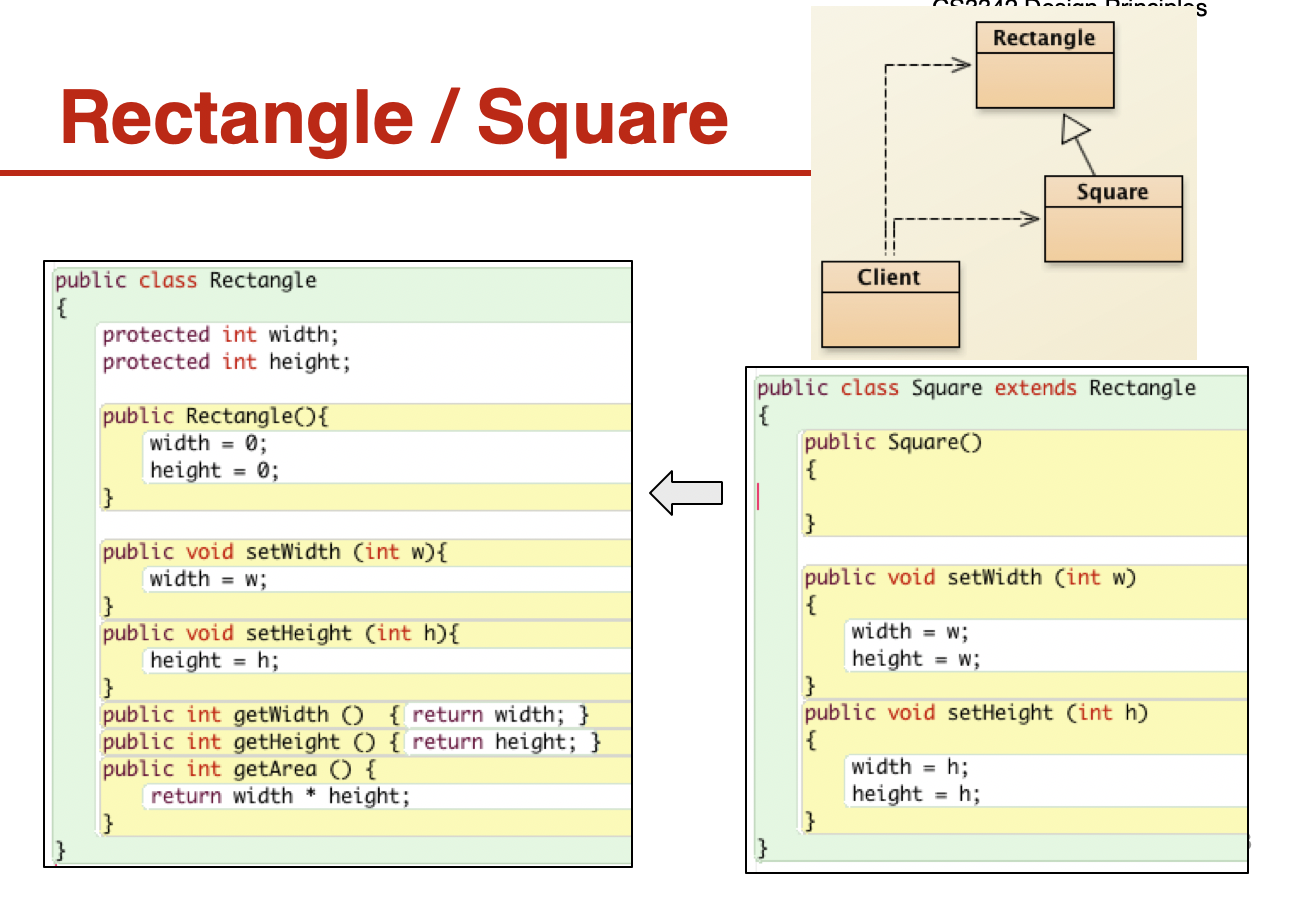 CS2242 Design Principles
Rectangle / Square
Rectangle
Square
Client
public class Rectangle
{
protected int width;
protected int height;
public Rectangle(){
width = 0;
height = 0;
}
public void setWidth (int w){
width = w;
}
public void setHeight (int h){
height = h;
}
public int getWidth () { return width; }
public int getHeight () { return height; }
public int getArea () {
return width * height;
}
}
public class Square extends Rectangle
{
public Square()
{
}
public void setWidth (int w)
{
width = w;
height = w;
}
public void setHeight (int h)
{
width = h;
height = h;
}
}